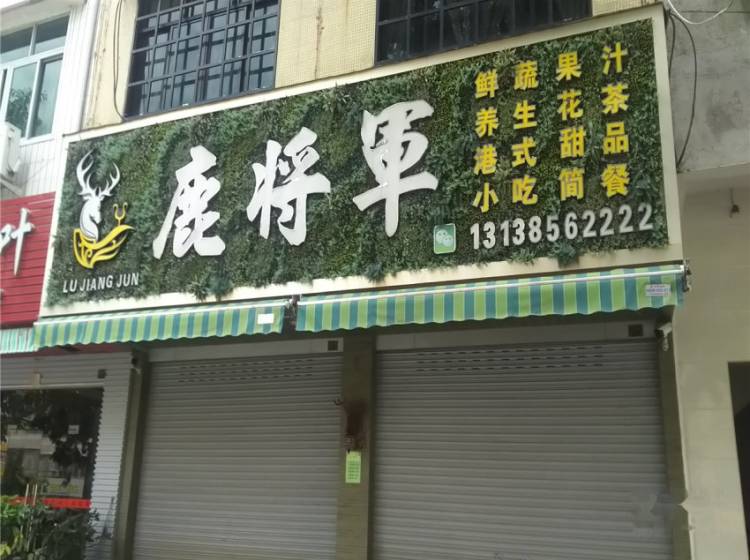 鹿将軍
鲜蔬果汁
养生花茶
港式甜品
小吃简餐
13138562222
LU JIANG JUN
叶